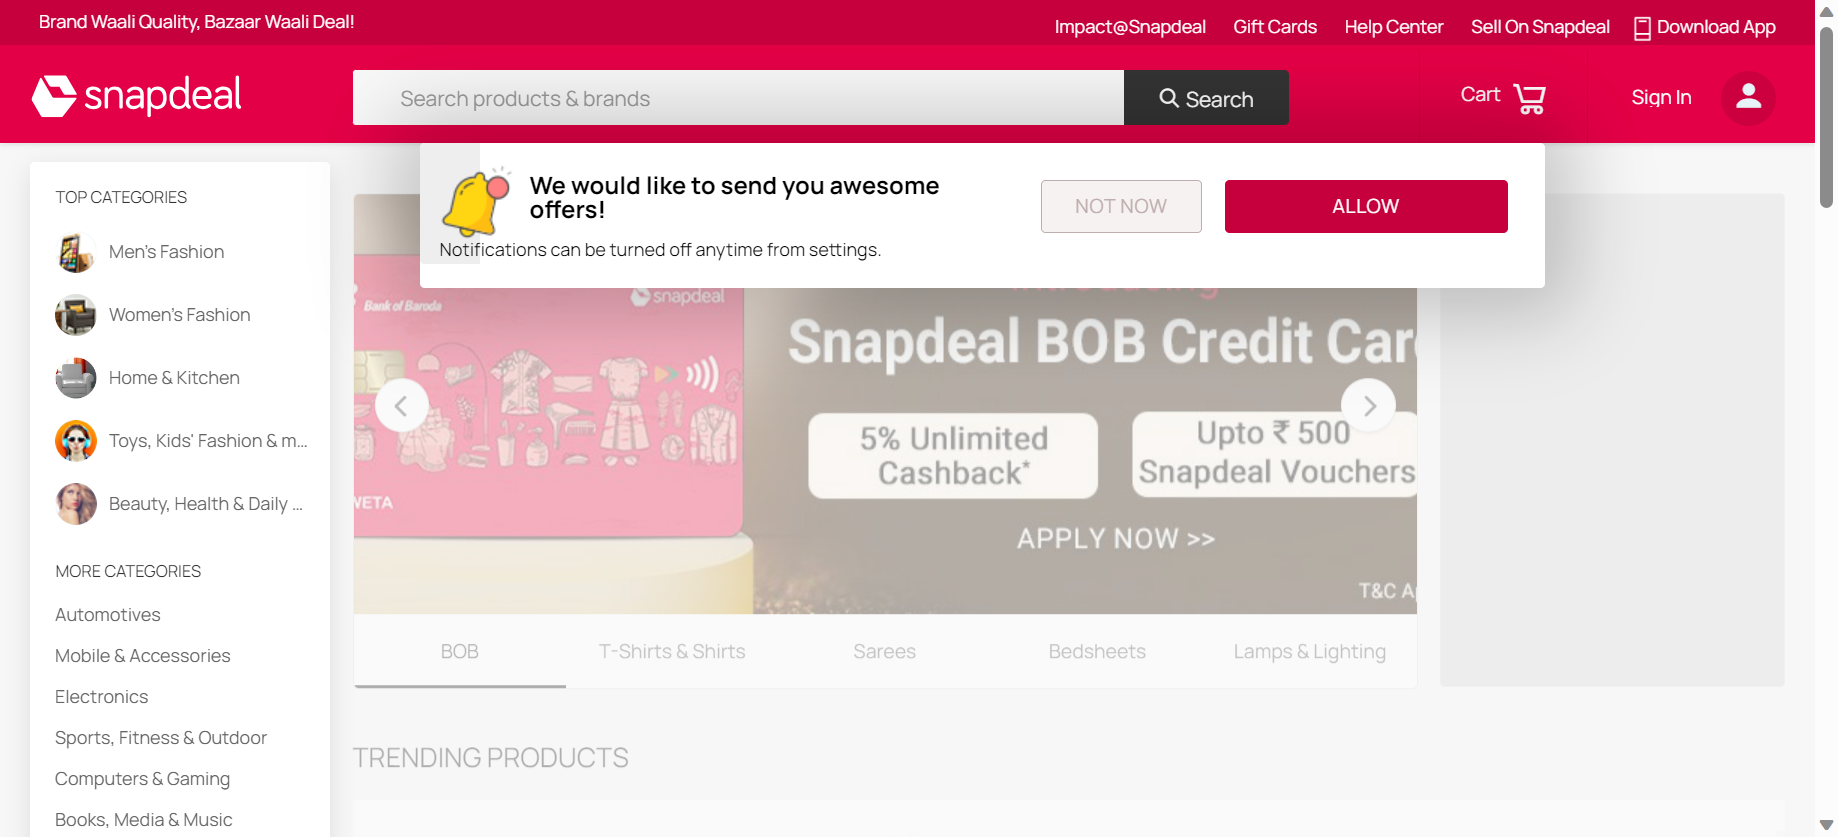 Brand Waali Quality, Bazaar Waali Deal!
Impact@Snapdeal
Gift Cards
Help Center
Sell On Snapdeal
Download App
snapdeal
Search products & brands
Search
Cart
Sign In
We would like to send you awesome
offers!
Notifications can be turned off anytime from settings.
NOT NOW
ALLOW
TOP CATEGORIES
Men's Fashion
Women's Fashion
Home & Kitchen
Toys, Kids' Fashion & m...
Beauty, Health & Daily ...
MORE CATEGORIES
Automotives
Mobile & Accessories
Electronics
Sports, Fitness & Outdoor
Computers & Gaming
Books, Media & Music
Bank of Baroda
snapdeal
Snapdeal BOB Credit Car
5% Unlimited
Cashback*
Upto ₹ 500
Snapdeal Vouchers
APPLY NOW >>
T&C
BOB
T-Shirts & Shirts
Sarees
Bedsheets
Lamps & Lighting
TRENDING PRODUCTS